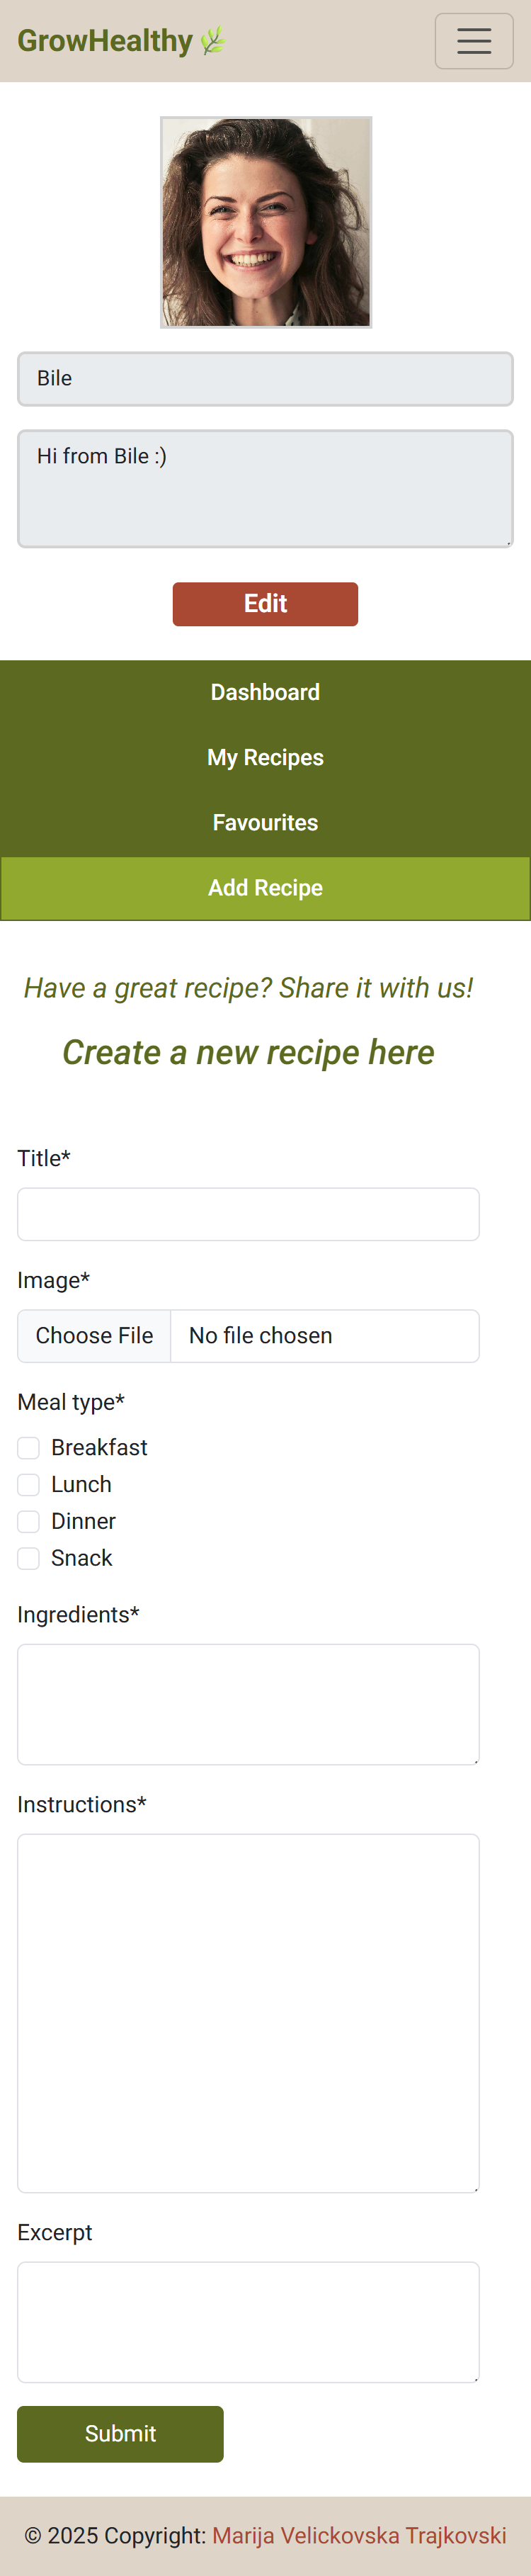 GrowHealthy
Bile
Hi from Bile :)
Edit
Dashboard
My Recipes
Favourites
Add Recipe
Have a great recipe? Share it with us!
Create a new recipe here
Title*
Image*
Choose File No file chosen
Meal type*
Breakfast
Lunch
Dinner
Snack
Ingredients*
Instructions*
Excerpt
Submit
© 2025 Copyright: Marija Velickovska Trajkovski